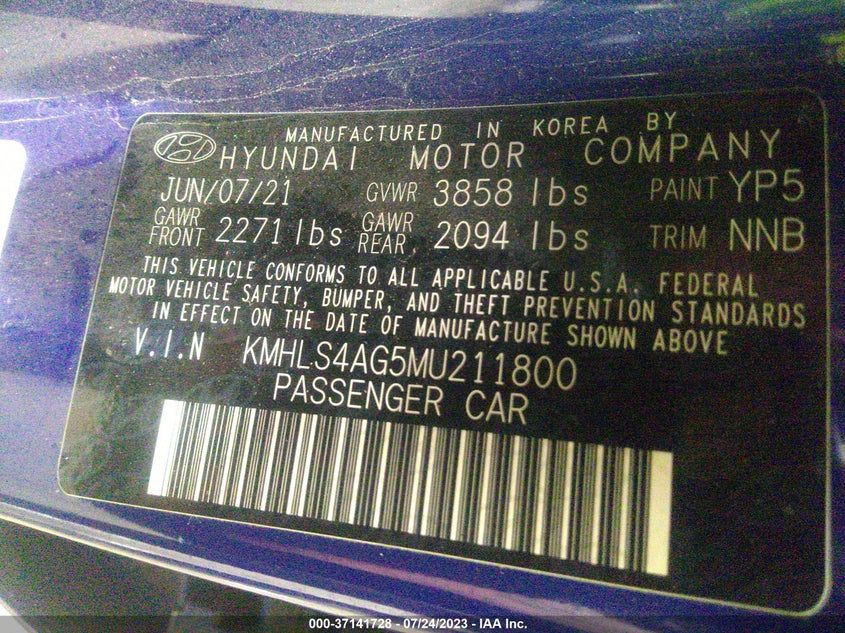 MANUFACTURED IN KOREA BY
HYUNDAI MOTOR COMPANY
JUN/07/21 GVWR 3858 lbs PAINT YP5
GAWR FRONT 2271 lbs GAWR REAR 2094 lbs TRIM NNB
THIS VEHICLE CONFORMS TO ALL APPLICABLE U.S.A. FEDERAL
MOTOR VEHICLE SAFETY, BUMPER, AND THEFT PREVENTION STANDARDS
IN EFFECT ON THE DATE OF MANUFACTURE SHOWN ABOVE
V.I.N KMHLS4AG5MU211800
PASSENGER CAR
000-37141728 - 07/24/2023 - IAA Inc.